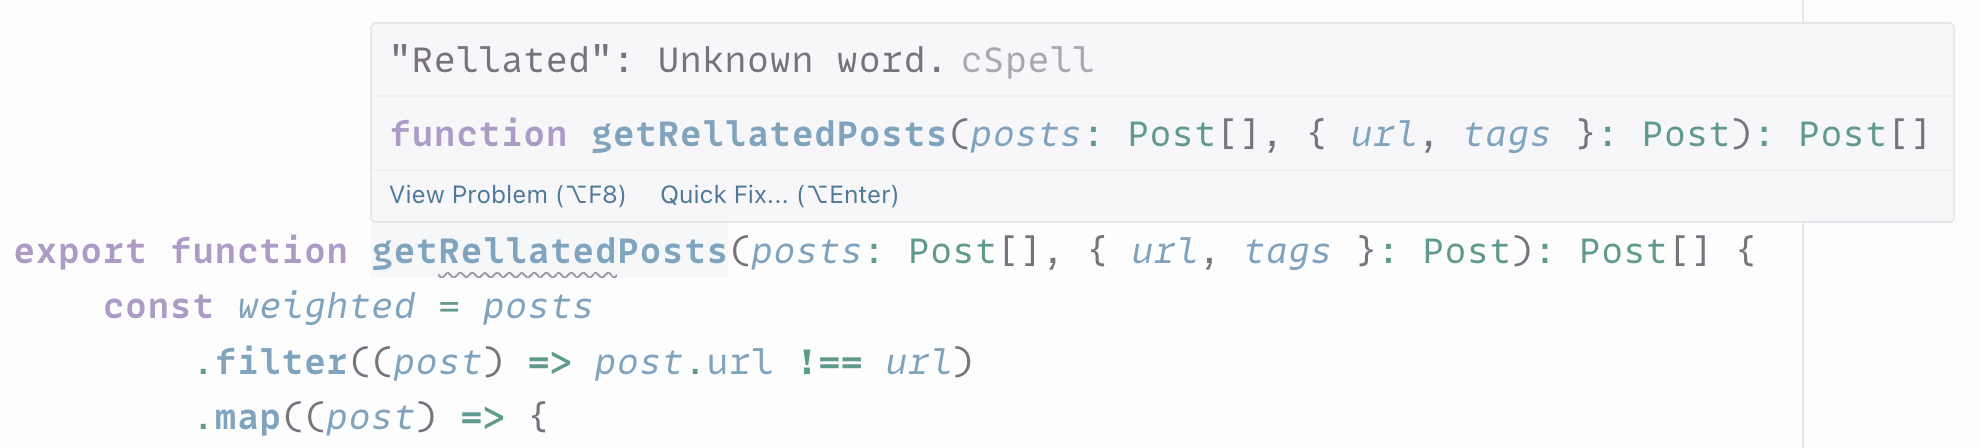 "Rellated": Unknown word. cSpell
function getRellatedPosts(posts: Post[], { url, tags }: Post): Post[]
View Problem (⌥F8) Quick Fix... (⌥Enter)
export function getRellatedPosts(posts: Post[], { url, tags }: Post): Post[] {
const weighted = posts
.filter((post) => post.url !== url)
.map((post) => {